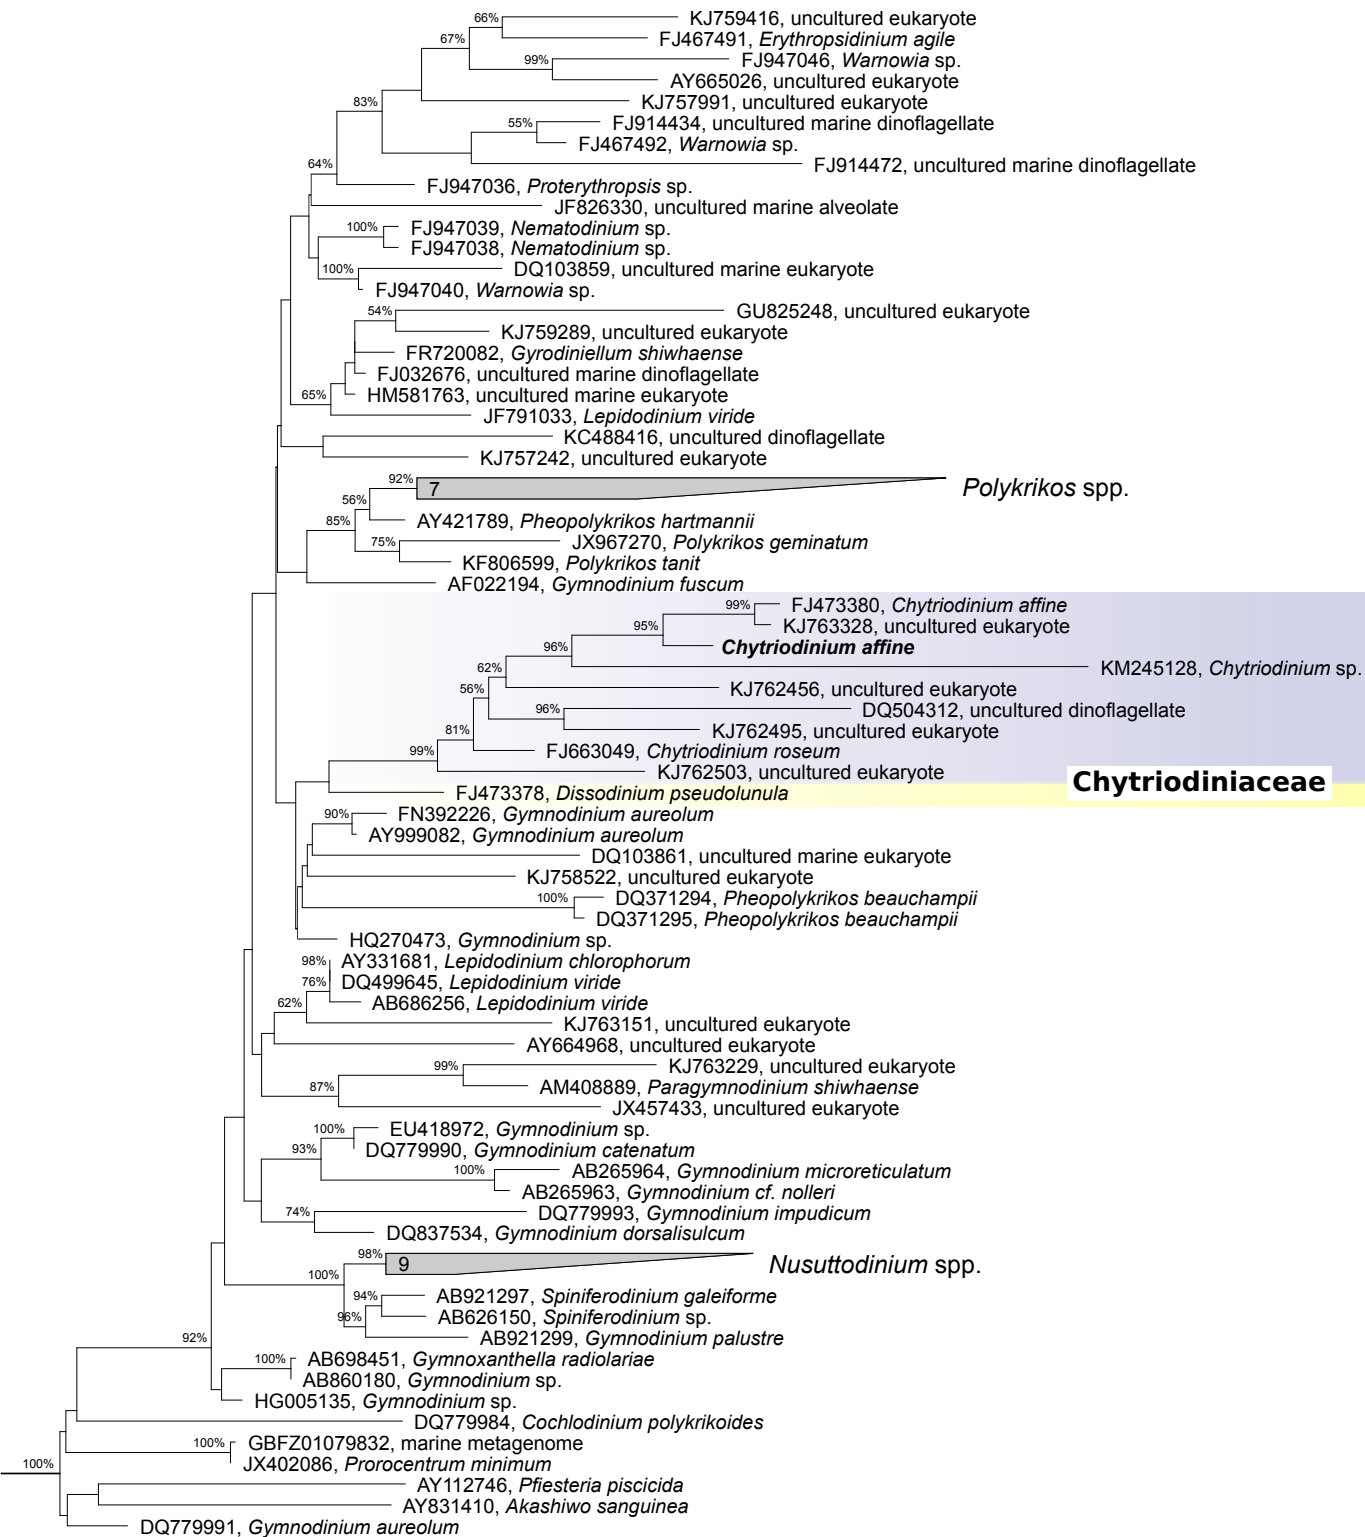 66%
KJ759416, uncultured eukaryote
67%
FJ467491, Erythropsidinium agile
99%
FJ947046, Warnowia sp.
AY665026, uncultured eukaryote
83%
KJ757991, uncultured eukaryote
55%
FJ914434, uncultured marine dinoflagellate
FJ467492, Warnowia sp.
64%
FJ914472, uncultured marine dinoflagellate
FJ947036, Proterythropsis sp.
JF826330, uncultured marine alveolate
100%
FJ947039, Nematodinium sp.
FJ947038, Nematodinium sp.
100%
DQ103859, uncultured marine eukaryote
FJ947040, Warnowia sp.
54%
GU825248, uncultured eukaryote
KJ759289, uncultured eukaryote
FR720082, Gyrodiniellum shiwhaense
FJ032676, uncultured marine dinoflagellate
65%
HM581763, uncultured marine eukaryote
JF791033, Lepidodinium viride
KC488416, uncultured dinoflagellate
KJ757242, uncultured eukaryote
92%
7
Polykrikos spp.
56%
85%
AY421789, Pheopolykrikos hartmannii
75%
JX967270, Polykrikos geminatum
KF806599, Polykrikos tanit
AF022194, Gymnodinium fuscum
99%
FJ473380, Chytriodinium affine
95%
KJ763328, uncultured eukaryote
96%
Chytriodinium affine
62%
KM245128, Chytriodinium sp.
56%
KJ762456, uncultured eukaryote
96%
DQ504312, uncultured dinoflagellate
81%
KJ762495, uncultured eukaryote
99%
FJ663049, Chytriodinium roseum
KJ762503, uncultured eukaryote
Chytriodiniaceae
FJ473378, Dissodinium pseudolunula
90%
FN392226, Gymnodinium aureolum
AY999082, Gymnodinium aureolum
DQ103861, uncultured marine eukaryote
KJ758522, uncultured eukaryote
100%
DQ371294, Pheopolykrikos beauchampii
DQ371295, Pheopolykrikos beauchampii
HQ270473, Gymnodinium sp.
98%
AY331681, Lepidodinium chlorophorum
76%
DQ499645, Lepidodinium viride
62%
AB686256, Lepidodinium viride
KJ763151, uncultured eukaryote
AY664968, uncultured eukaryote
99%
KJ763229, uncultured eukaryote
87%
AM408889, Paragymnodinium shiwhaense
JX457433, uncultured eukaryote
100%
EU418972, Gymnodinium sp.
93%
DQ779990, Gymnodinium catenatum
100%
AB265964, Gymnodinium microreticulatum
AB265963, Gymnodinium cf. nolleri
74%
DQ779993, Gymnodinium impudicum
DQ837534, Gymnodinium dorsalisulcum
98%
9
Nusuttodinium spp.
100%
94%
AB921297, Spiniferodinium galeiforme
96%
AB626150, Spiniferodinium sp.
AB921299, Gymnodinium palustre
92%
100%
AB698451, Gymnoxanthella radiolariae
AB860180, Gymnodinium sp.
HG005135, Gymnodinium sp.
DQ779984, Cochlodinium polykrikoides
100%
GBFZ01079832, marine metagenome
100%
JX402086, Prorocentrum minimum
AY112746, Pfiesteria piscicida
AY831410, Akashiwo sanguinea
DQ779991, Gymnodinium aureolum